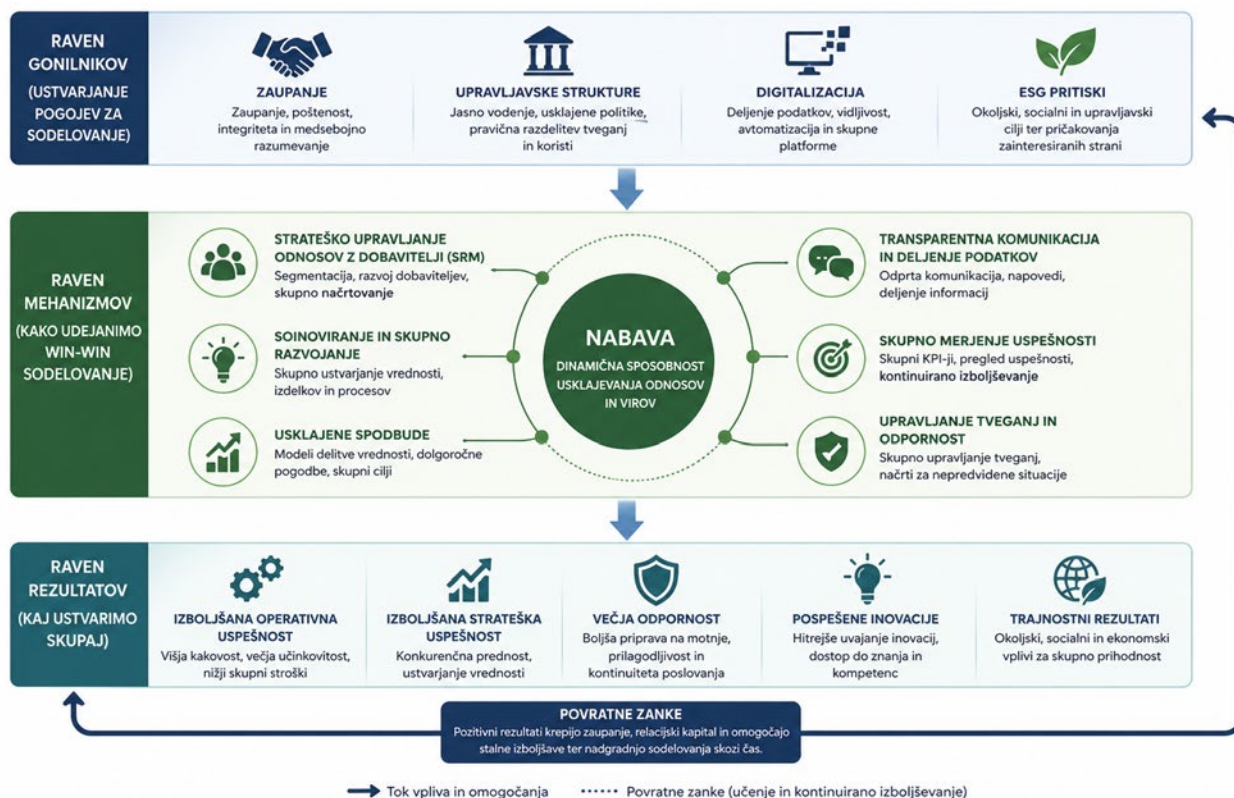 RAVEN
GONILNIKOV
(USTVARJANJE
POGOJEV ZA
SODELOVANJE)
ZAUPANJE
Zaupanje, poštenost,
integriteta in medsebojno
razumevanje
UPRAVLJAVSKE STRUKTURE
Jasno vodenje, usklajene politike,
pravična razdelitev tveganj
in koristi
DIGITALIZACIJA
Deljenje podatkov, vidljivost,
avtomatizacija in skupne
platforme
ESG PRITISKI
Okoljski, socialni in upravljavski
cilji ter pričakovanja
zainteresiranih strani
RAVEN
MEHANIZMOV
(KAKO UDEJANIMO
WIN-WIN
SODELOVANJE)
STRATEŠKO UPRAVLJANJE
ODNOSOV Z DOBAVITELJI (SRM)
Segmentacija, razvoj dobaviteljev,
skupno načrtovanje
SOINOVIRANJE IN SKUPNO
RAZVOJANJE
Skupno ustvarjanje vrednosti,
izdelkov in procesov
USKLAJENE SPODBUDE
Modeli delitve vrednosti, dolgoročne
pogodbe, skupni cilji
NABAVA
DINAMIČNA SPOSOBNOST
USKLAJEVANJA ODNOSOV
IN VIROV
TRANSPARENTNA KOMUNIKACIJA
IN DELJENJE PODATKOV
Odprta komunikacija, napovedi,
deljenje informacij
SKUPNO MERJENJE USPEŠNOSTI
Skupni KPI-ji, pregled uspešnosti,
kontinuirano izboljševanje
UPRAVLJANJE TVEGANJ IN
ODPORNOST
Skupno upravljanje tveganj,
načrti za nepredvidene situacije
RAVEN
REZULTATOV
(KAJ USTVARIMO
SKUPAJ)
IZBOLJŠANA OPERATIVNA
USPEŠNOST
Višja kakovost, večja učinkovitost,
nižji skupni stroški
IZBOLJŠANA STRATEŠKA
USPEŠNOST
Konkurenčna prednost,
ustvarjanje vrednosti
VEČJA ODPORNOST
Boljša priprava na motnje,
prilagodljivost in
kontinuiteta poslovanja
POSPEŠENE INOVACIJE
Hitrejše uvajanje inovacij,
dostop do znanja in
kompetenc
TRAJNOSTNI REZULTATI
Okoljski, socialni in ekonomski
vplivi za skupno prihodnost
POVRATNE ZANKE
Pozitivni rezultati krepijo zaupanje, relacijski kapital in omogočajo
stalne izboljšave ter nadgradnjo sodelovanja skozi čas.
Tok vpliva in omogočanja
Povratne zanke (učenje in kontinuirano izboljševanje)